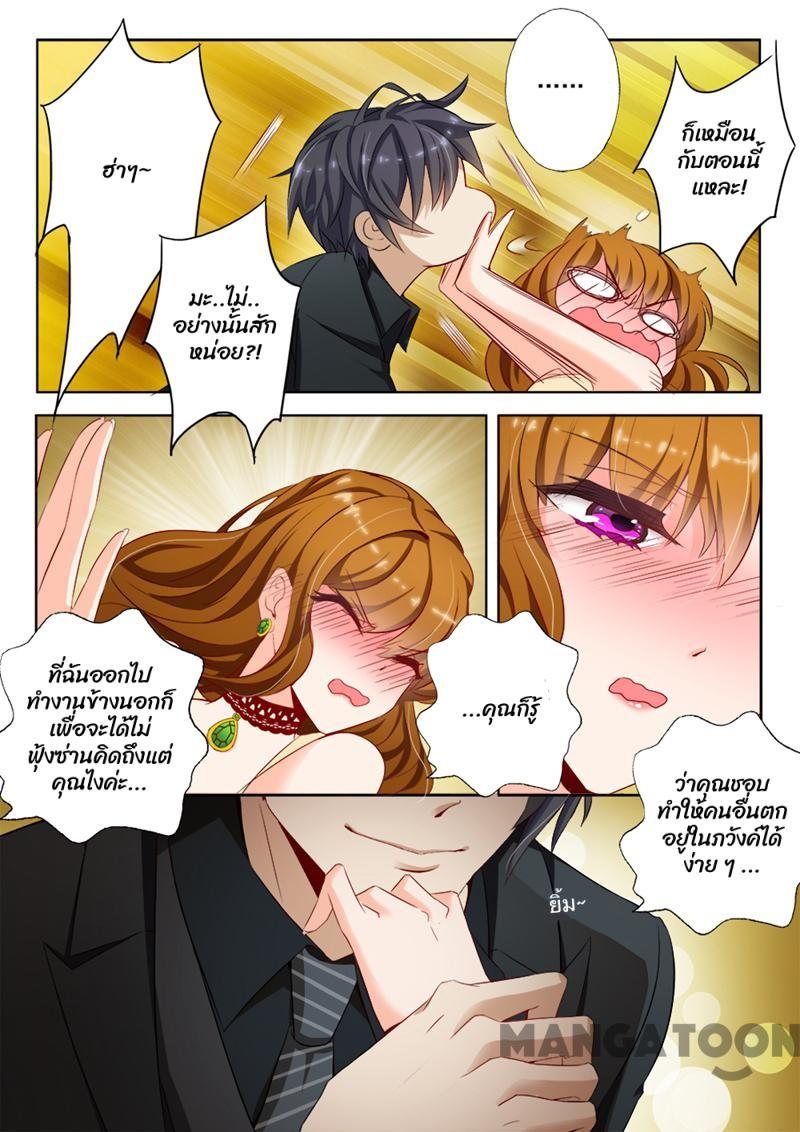 ฮ่าๆ~
......
ก็เหมือน
กับตอนนี้
แหละ!
มะ..ไม่..
อย่างนั้นสัก
หน่อย?!
ที่ฉันออกไป
ทำงานข้างนอกก็
เพื่อจะได้ไม่
ฟุ้งซ่านคิดถึงแต่
คุณไงค่ะ...
...คุณก็รู้
ว่าคุณชอบ
ทำให้คนอื่นตก
อยู่ในภวังค์ได้
ง่าย ๆ ...
ยิ้ม~
MANGATOON